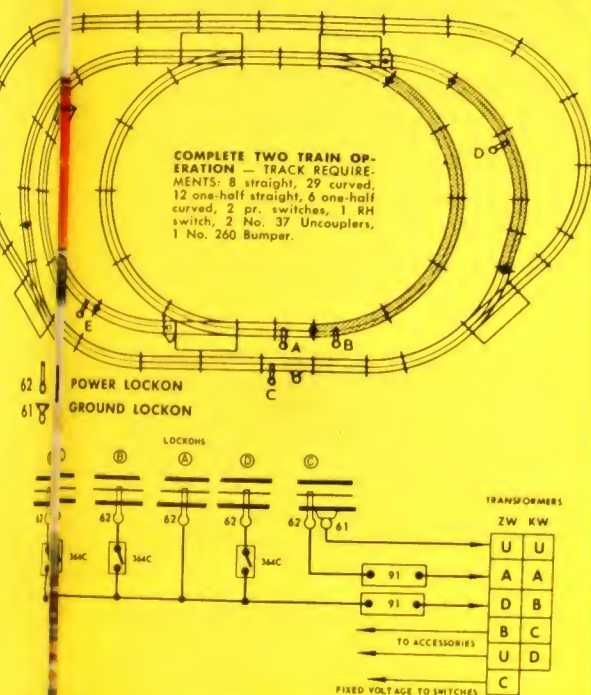 COMPLETE TWO TRAIN OP-
ERATION — TRACK REQUIRE-
MENTS: 8 straight, 29 curved,
12 one-half straight, 6 one-half
curved, 2 pr. switches, 1 RH
switch, 2 No. 37 Uncouplers,
1 No. 260 Bumper.
D
E
A
B
C
62 POWER LOCKON
61 GROUND LOCKON
LOCKONS
B A D C
TRANSFORMERS
ZW KW
62 62 62 62 61
364C 364C 364C
U U
A A
D B
B C
U D
C
91
91
TO ACCESSORIES
FIXED VOLTAGE TO SWITCHES